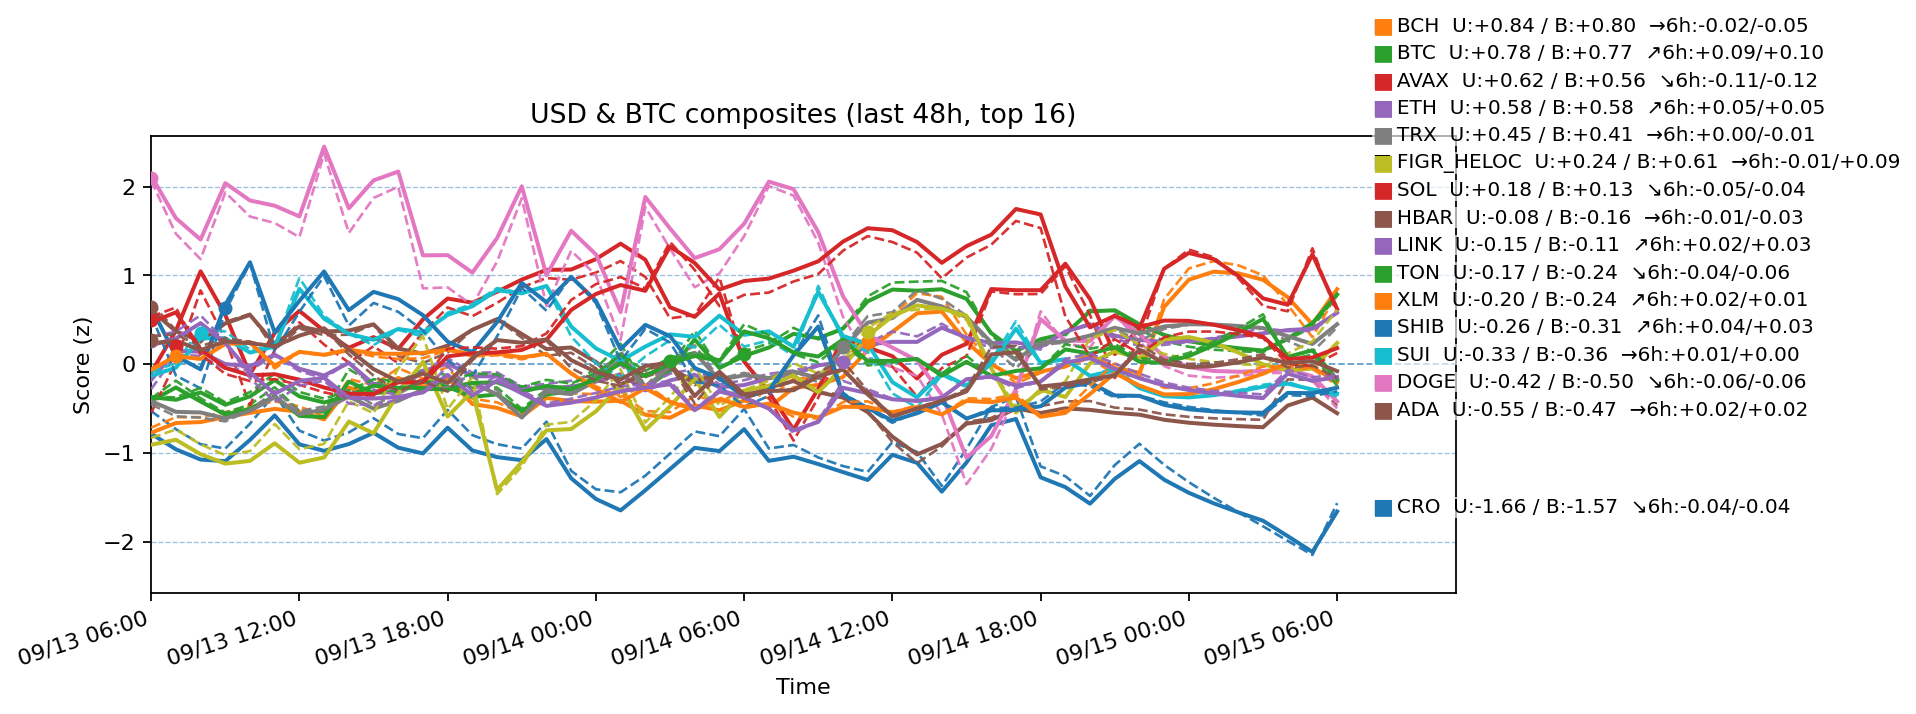 USD & BTC composites (last 48h, top 16)
BCH U:+0.84 / B:+0.80 →6h:-0.02/-0.05
BTC U:+0.78 / B:+0.77 ↗6h:+0.09/+0.10
AVAX U:+0.62 / B:+0.56 ↘6h:-0.11/-0.12
ETH U:+0.58 / B:+0.58 ↗6h:+0.05/+0.05
TRX U:+0.45 / B:+0.41 →6h:+0.00/-0.01
FIGR_HELOC U:+0.24 / B:+0.61 →6h:-0.01/+0.09
SOL U:+0.18 / B:+0.13 ↘6h:-0.05/-0.04
HBAR U:-0.08 / B:-0.16 →6h:-0.01/-0.03
LINK U:-0.15 / B:-0.11 ↗6h:+0.02/+0.03
TON U:-0.17 / B:-0.24 ↘6h:-0.04/-0.06
XLM U:-0.20 / B:-0.24 ↗6h:+0.02/+0.01
SHIB U:-0.26 / B:-0.31 ↗6h:+0.04/+0.03
SUI U:-0.33 / B:-0.36 →6h:+0.01/+0.00
DOGE U:-0.42 / B:-0.50 ↘6h:-0.06/-0.06
ADA U:-0.55 / B:-0.47 →6h:+0.02/+0.02
CRO U:-1.66 / B:-1.57 ↘6h:-0.04/-0.04
Score (z)
2
1
0
−1
−2
09/13 06:00
09/13 12:00
09/13 18:00
09/14 00:00
09/14 06:00
09/14 12:00
09/14 18:00
09/15 00:00
09/15 06:00
Time